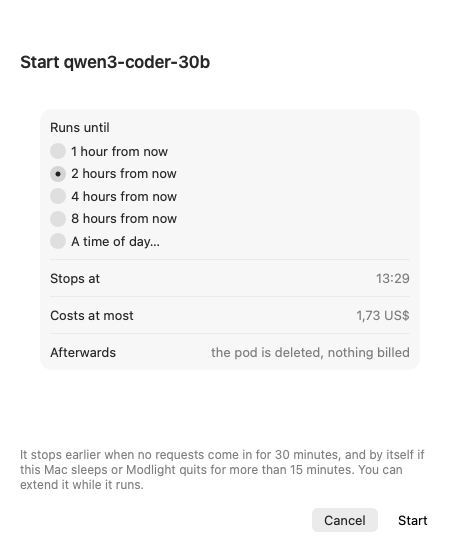 Start qwen3-coder-30b
Runs until
1 hour from now
2 hours from now
4 hours from now
8 hours from now
A time of day...
Stops at 13:29
Costs at most 1,73 US$
Afterwards the pod is deleted, nothing billed
It stops earlier when no requests come in for 30 minutes, and by itself if
this Mac sleeps or Modlight quits for more than 15 minutes. You can
extend it while it runs.
Cancel Start